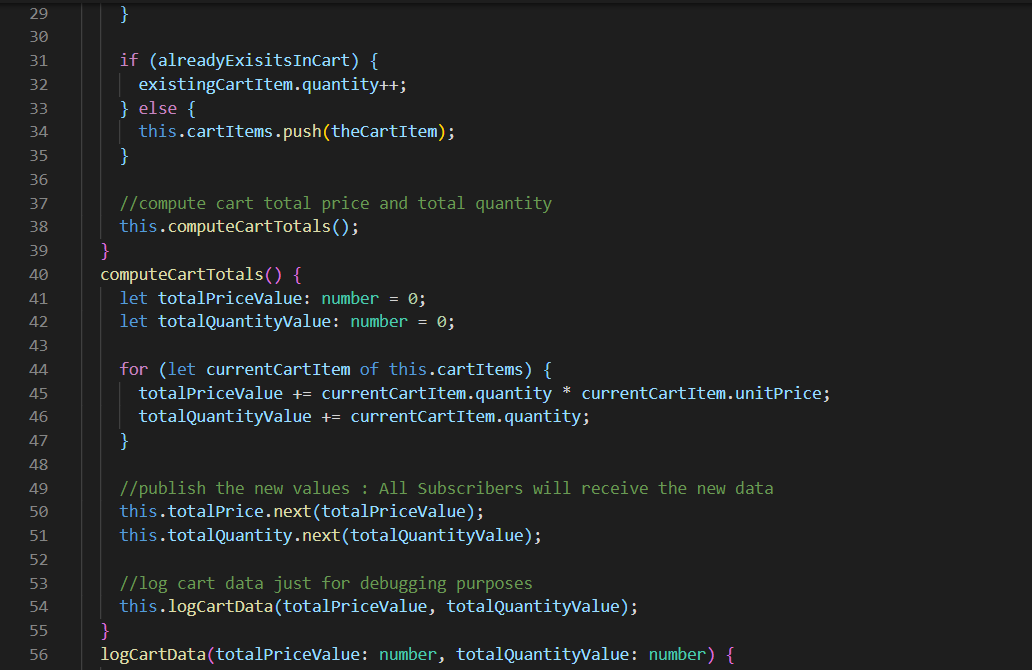 29 }
30
31 if (alreadyExisitsInCart) {
32 existingCartItem.quantity++;
33 } else {
34 this.cartItems.push(theCartItem);
35 }
36
37 //compute cart total price and total quantity
38 this.computeCartTotals();
39 }
40 computeCartTotals() {
41 let totalPriceValue: number = 0;
42 let totalQuantityValue: number = 0;
43
44 for (let currentCartItem of this.cartItems) {
45 totalPriceValue += currentCartItem.quantity * currentCartItem.unitPrice;
46 totalQuantityValue += currentCartItem.quantity;
47 }
48
49 //publish the new values : All Subscribers will receive the new data
50 this.totalPrice.next(totalPriceValue);
51 this.totalQuantity.next(totalQuantityValue);
52
53 //log cart data just for debugging purposes
54 this.logCartData(totalPriceValue, totalQuantityValue);
55 }
56 logCartData(totalPriceValue: number, totalQuantityValue: number) {